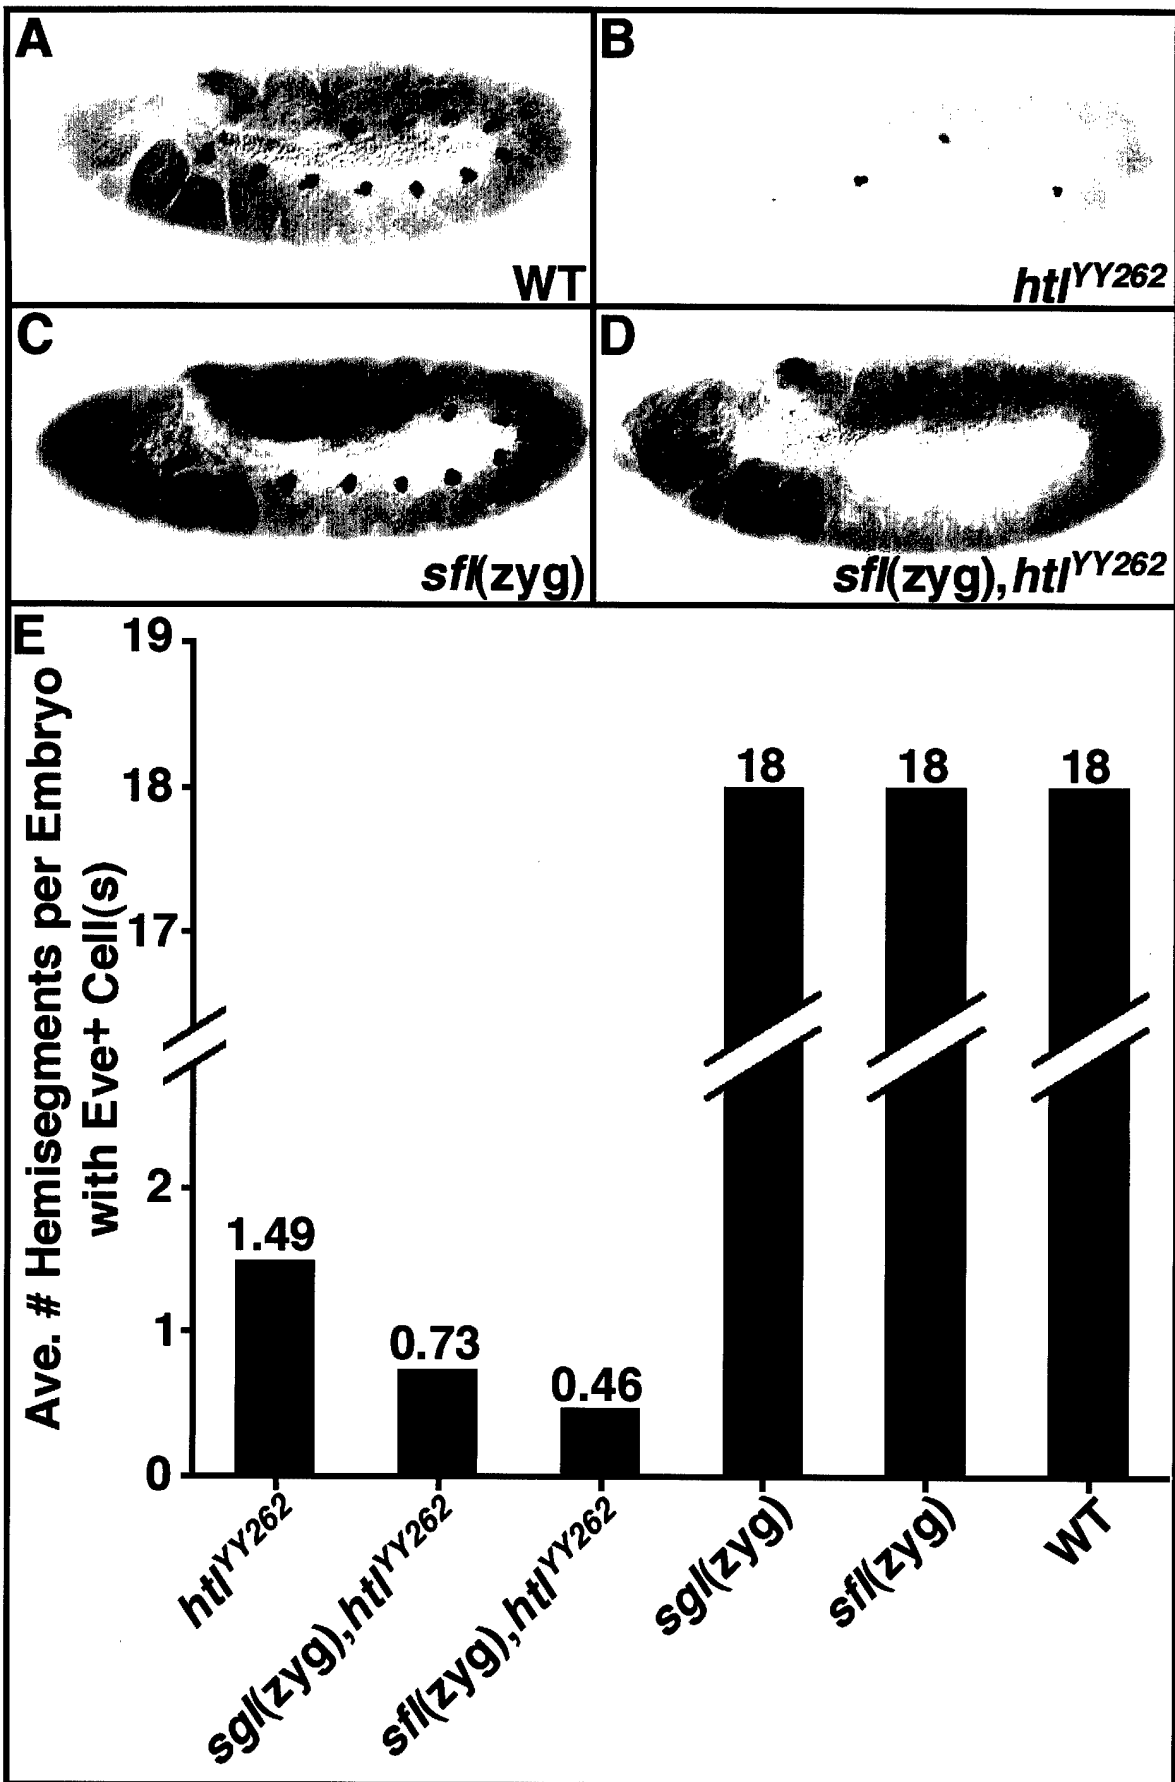 A
WT
B
htlYY262
C
sfl(zyg)
D
sfl(zyg), htlYY262
E
Ave. # Hemisegments per Embryo
with Eve+ Cell(s)
19
18
17
2
1
0
1.49
0.73
0.46
18
18
18
htlYY262
sgl(zyg),htlYY262
sfl(zyg),htlYY262
sgl(zyg)
sfl(zyg)
WT